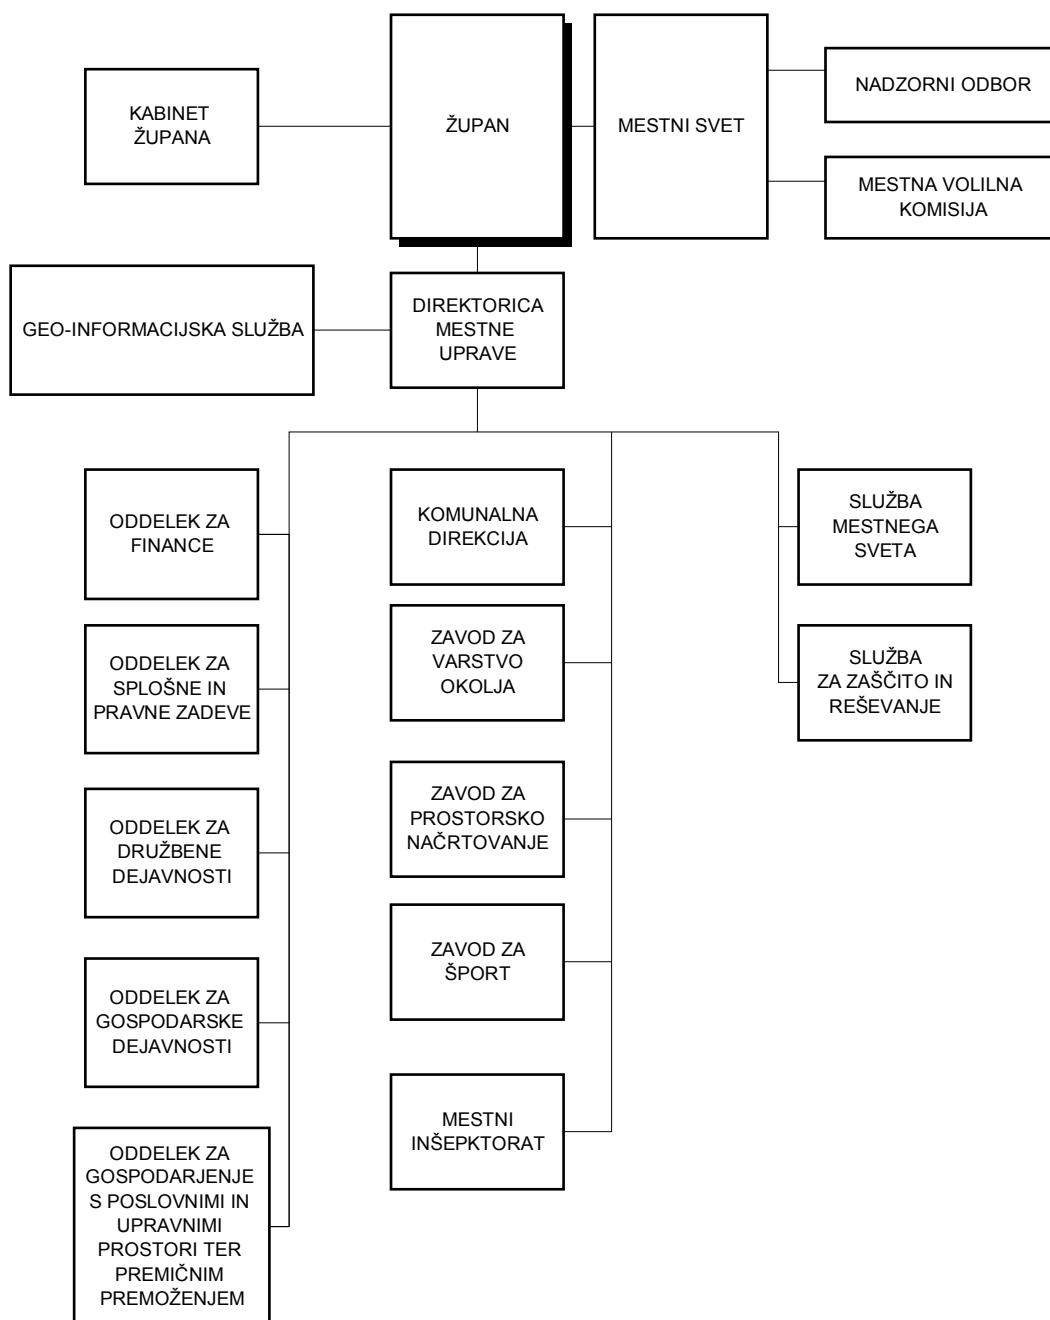 KABINET
ŽUPANA
ŽUPAN
MESTNI SVET
NADZORNI ODBOR
MESTNA VOLILNA
KOMISIJA
GEO-INFORMACIJSKA SLUŽBA
DIREKTORICA
MESTNE
UPRAVE
ODDELEK ZA
FINANCE
ODDELEK ZA
SPLOŠNE IN
PRAVNE ZADEVE
ODDELEK ZA
DRUŽBENE
DEJAVNOSTI
ODDELEK ZA
GOSPODARSKE
DEJAVNOSTI
ODDELEK ZA
GOSPODARJENJE
S POSLOVNIMI IN
UPRAVNIMI
PROSTORI TER
PREMIČNIM
PREMOŽENJEM
KOMUNALNA
DIREKCIJA
ZAVOD ZA
VARSTVO
OKOLJA
ZAVOD ZA
PROSTORSKO
NAČRTOVANJE
ZAVOD ZA
ŠPORT
MESTNI
INŠEPKTORAT
SLUŽBA
MESTNEGA
SVETA
SLUŽBA
ZA ZAŠČITO IN
REŠEVANJE